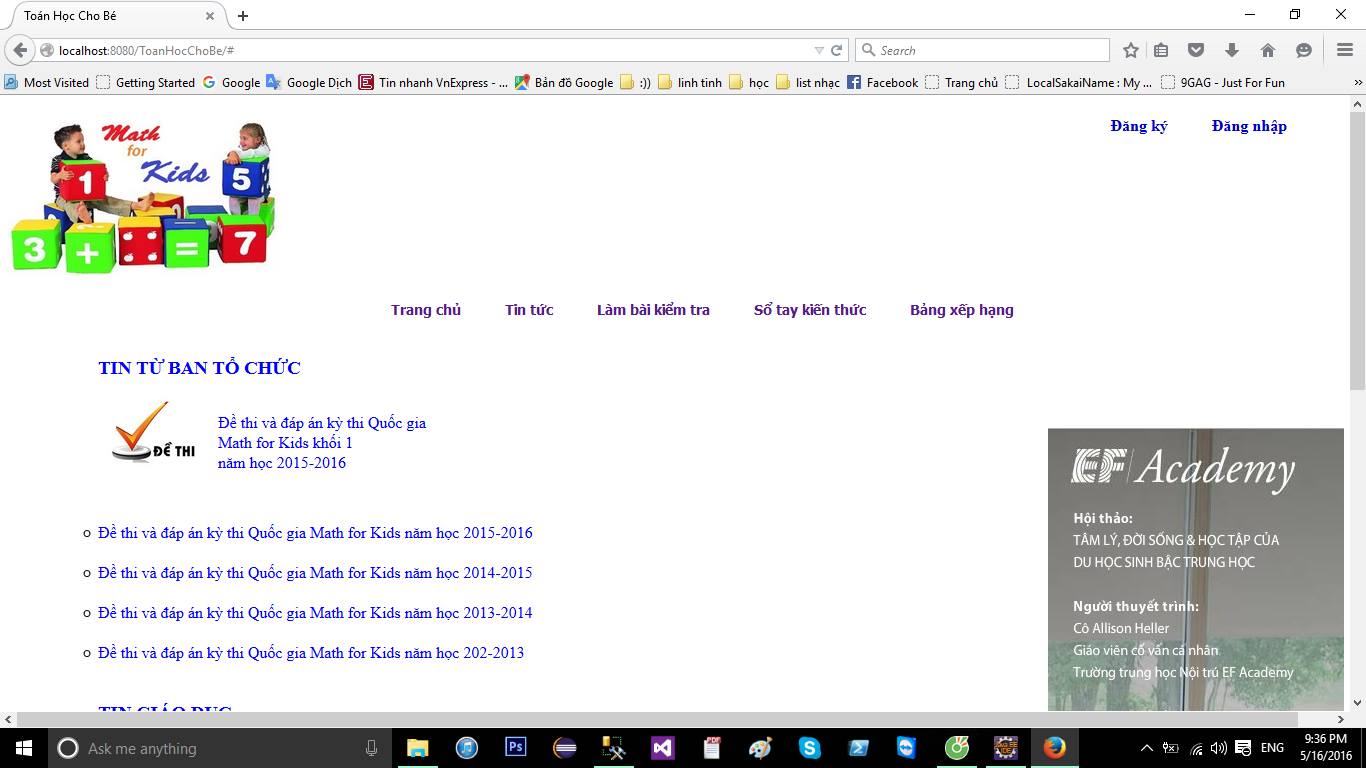 Toán Học Cho Bé
localhost:8080/ToanHocChoBe/#
Search
Most Visited Getting Started Google Google Dịch Tin nhanh VnExpress - ... Bản đồ Google :)) linh tinh học list nhạc Facebook Trang chủ LocalSakaiName : My ... 9GAG - Just For Fun
Đăng ký Đăng nhập
Math
for
Kids
1 5
3 + = 7
Trang chủ Tin tức Làm bài kiểm tra Sổ tay kiến thức Bảng xếp hạng
TIN TỪ BAN TỔ CHỨC
ĐỀ THI
Đề thi và đáp án kỳ thi Quốc gia
Math for Kids khối 1
năm học 2015-2016
Đề thi và đáp án kỳ thi Quốc gia Math for Kids năm học 2015-2016
Đề thi và đáp án kỳ thi Quốc gia Math for Kids năm học 2014-2015
Đề thi và đáp án kỳ thi Quốc gia Math for Kids năm học 2013-2014
Đề thi và đáp án kỳ thi Quốc gia Math for Kids năm học 202-2013
TIN GIÁO DỤC
EF Academy
Hội thảo:
TÂM LÝ, ĐỜI SỐNG & HỌC TẬP CỦA
DU HỌC SINH BẬC TRUNG HỌC
Người thuyết trình:
Cô Allison Heller
Giáo viên cố vấn cá nhân
Trường trung học Nội trú EF Academy
Ask me anything
ENG
9:36 PM
5/16/2016